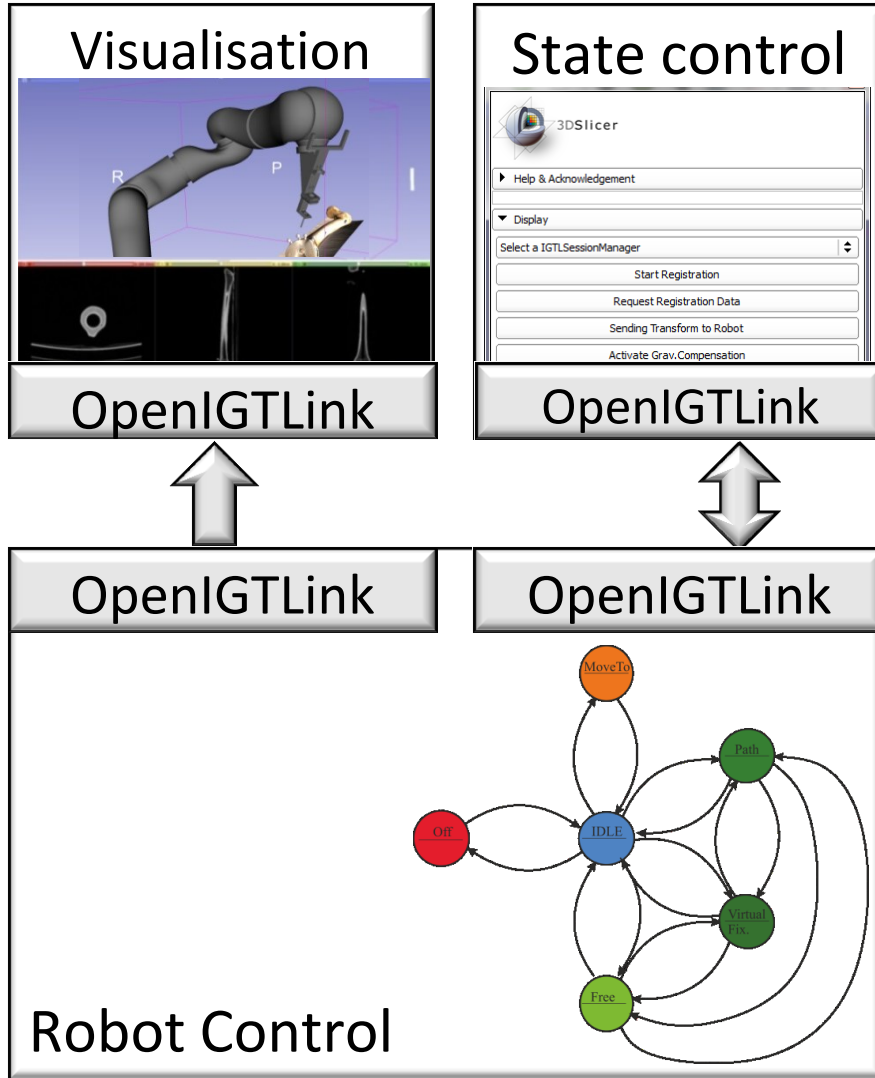 Visualisation
R
P
OpenIGTLink
State control
3DSlicer
Help & Acknowledgement
Display
Select a IGTLSessionManager
Start Registration
Request Registration Data
Sending Transform to Robot
Activate Grav.Compensation
OpenIGTLink
OpenIGTLink
OpenIGTLink
MoveTo
Path
Off
IDLE
Virtual
Fix.
Free
Robot Control